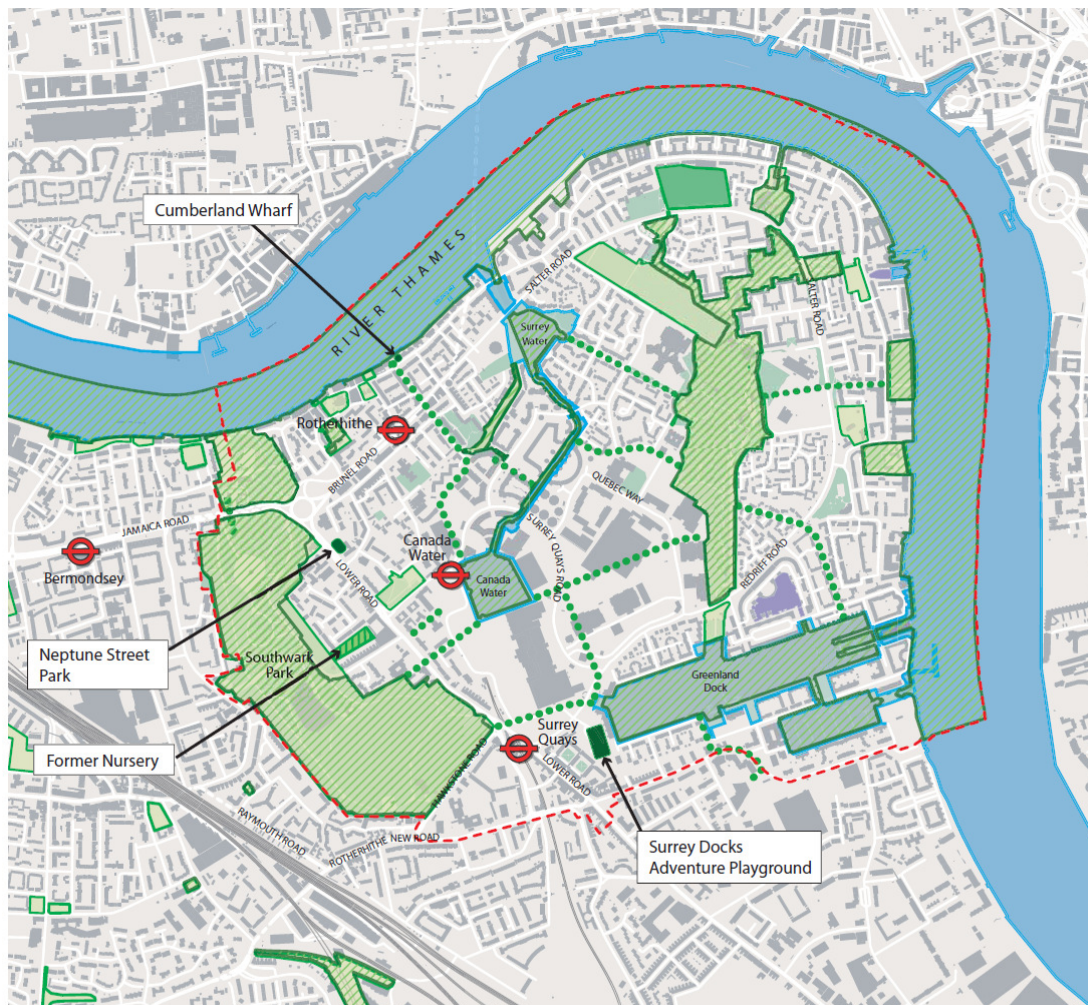 Cumberland Wharf
RIVER THAMES
SALTER ROAD
SALTER ROAD
Surrey
Water
Rotherhithe
BRUNEL ROAD
QUEBEC WAY
JAMAICA ROAD
SURREY QUAYS ROAD
Canada
Water
Bermondsey
LOWER ROAD
Canada
Water
REDRIFF ROAD
Neptune Street
Park
Southwark
Park
Greenland
Dock
Former Nursery
Surrey
Quays
HAWKSTONE ROAD
LOWER ROAD
RAYMOUTH ROAD
ROTHERHITHE NEW ROAD
Surrey Docks
Adventure Playground